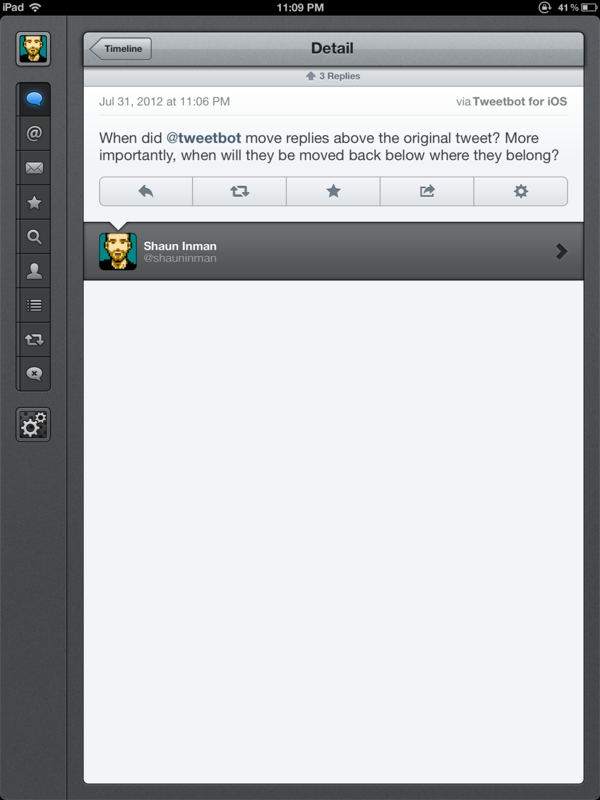 iPad 11:09 PM 41%
Timeline Detail
3 Replies
Jul 31, 2012 at 11:06 PM via Tweetbot for iOS
When did @tweetbot move replies above the original tweet? More
importantly, when will they be moved back below where they belong?
Shaun Inman
@shauninman